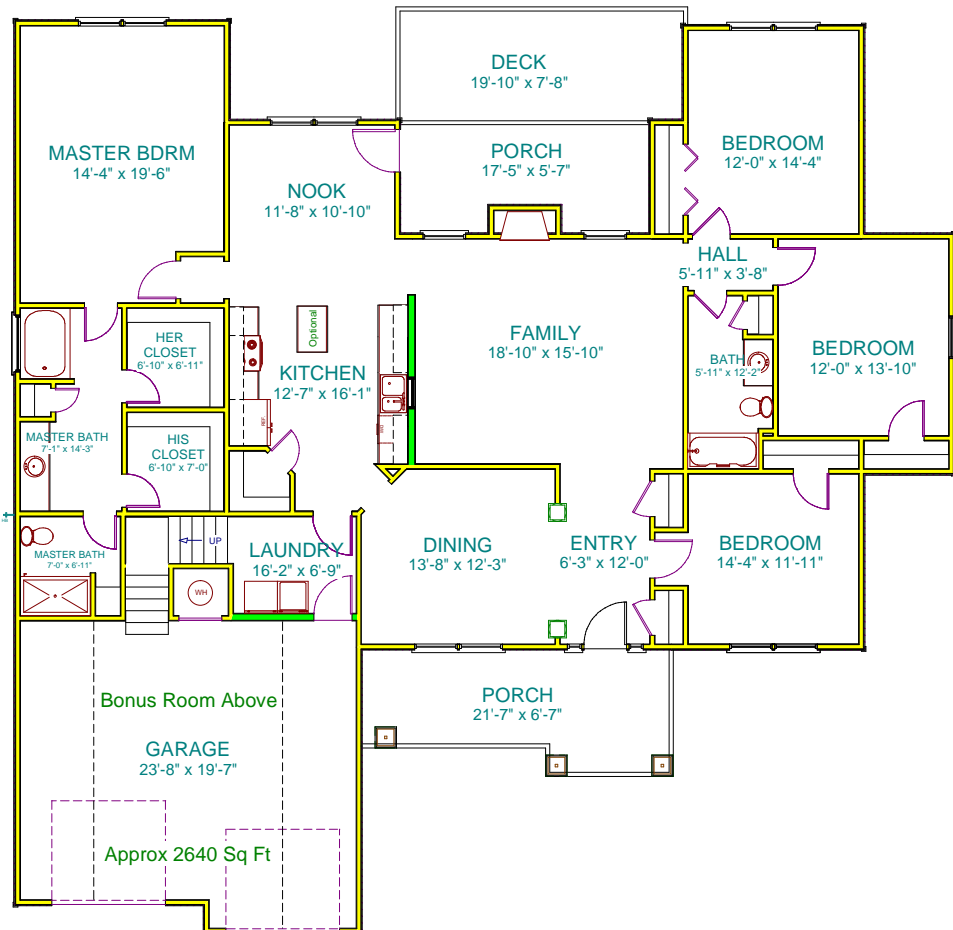 DECK
19'-10" x 7'-8"
MASTER BDRM
14'-4" x 19'-6"
BEDROOM
12'-0" x 14'-4"
PORCH
17'-5" x 5'-7"
NOOK
11'-8" x 10'-10"
HALL
5'-11" x 3'-8"
Optional
HER
CLOSET
6'-10" x 6'-11"
FAMILY
18'-10" x 15'-10"
BATH
5'-11" x 12'-2"
BEDROOM
12'-0" x 13'-10"
KITCHEN
12'-7" x 16'-1"
REF.
MASTER BATH
7'-1" x 14'-3"
HIS
CLOSET
6'-10" x 7'-0"
UP
MASTER BATH
7'-0" x 6'-11"
LAUNDRY
16'-2" x 6'-9"
DINING
13'-8" x 12'-3"
ENTRY
6'-3" x 12'-0"
BEDROOM
14'-4" x 11'-11"
WH
Bonus Room Above
PORCH
21'-7" x 6'-7"
GARAGE
23'-8" x 19'-7"
Approx 2640 Sq Ft